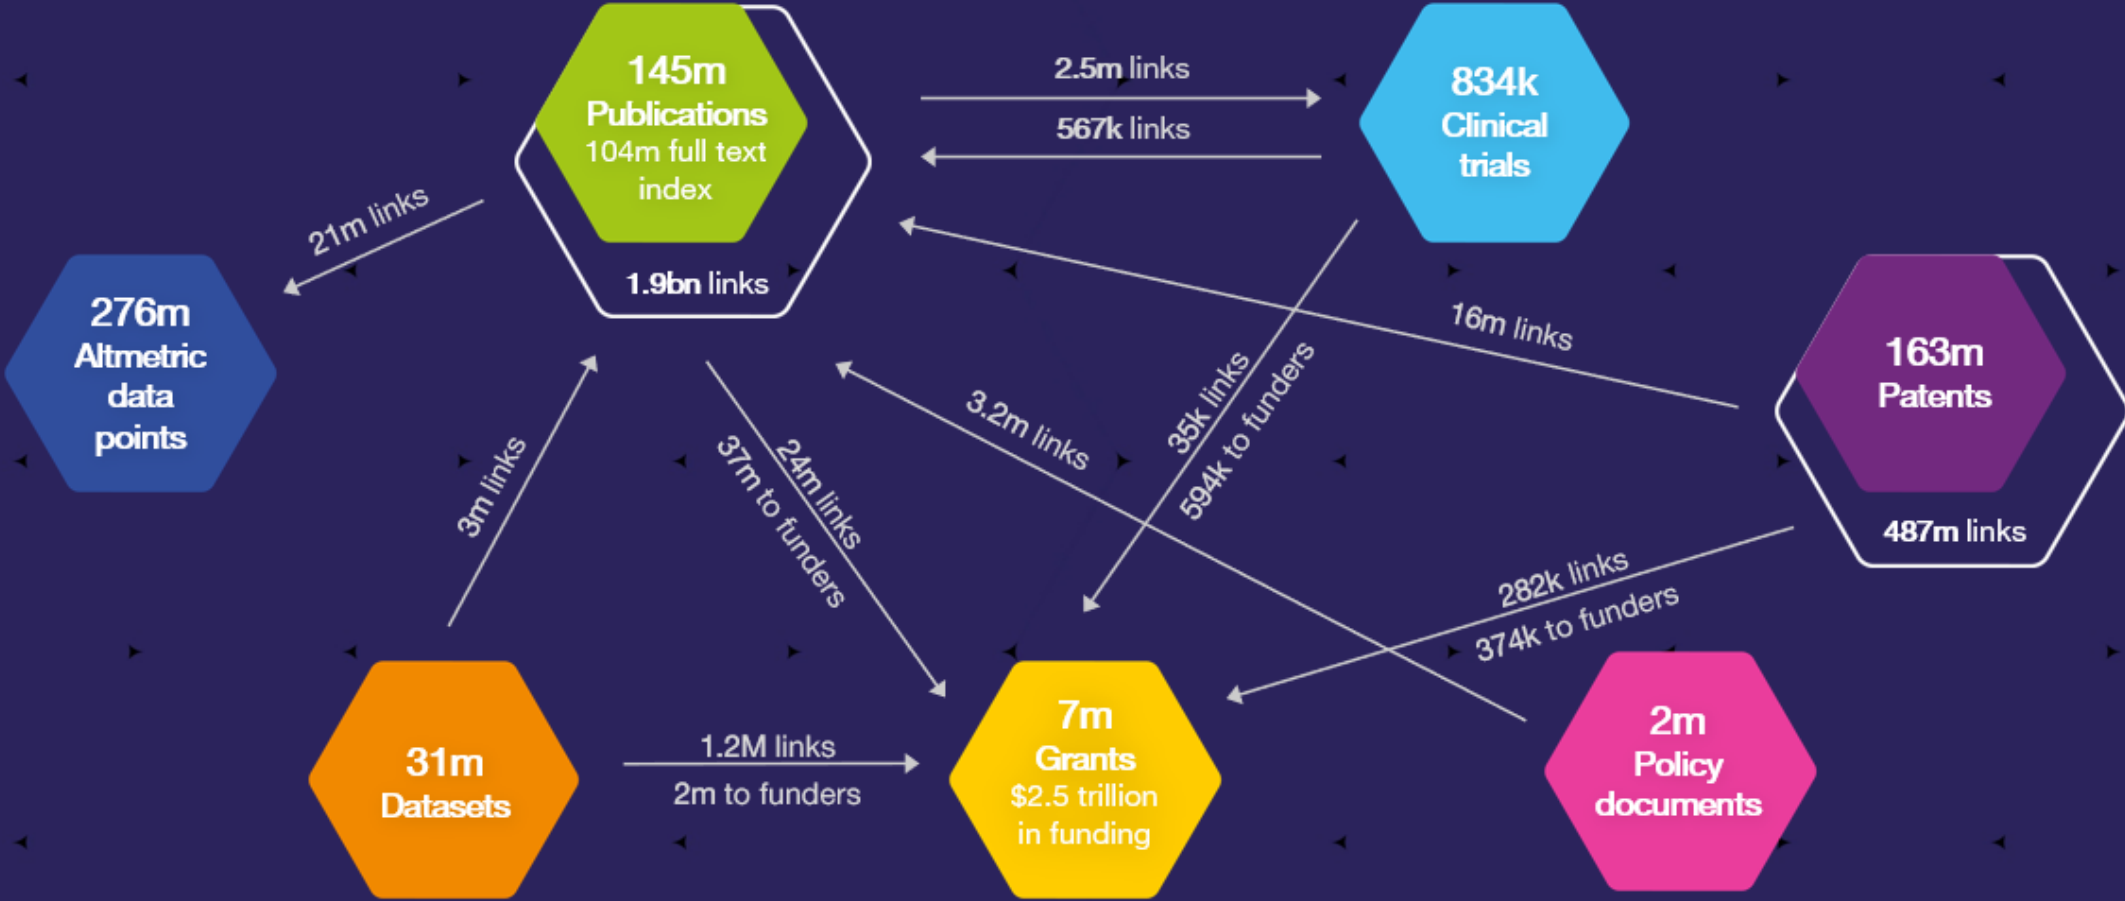 145m
Publications
104m full text
index
1.9bn links
2.5m links
567k links
834k
Clinical
trials
21m links
276m
Altmetric
data
points
16m links
163m
Patents
487m links
35k links
594k to funders
3.2m links
3m links
24m links
37m to funders
282k links
374k to funders
31m
Datasets
1.2M links
2m to funders
7m
Grants
$2.5 trillion
in funding
2m
Policy
documents